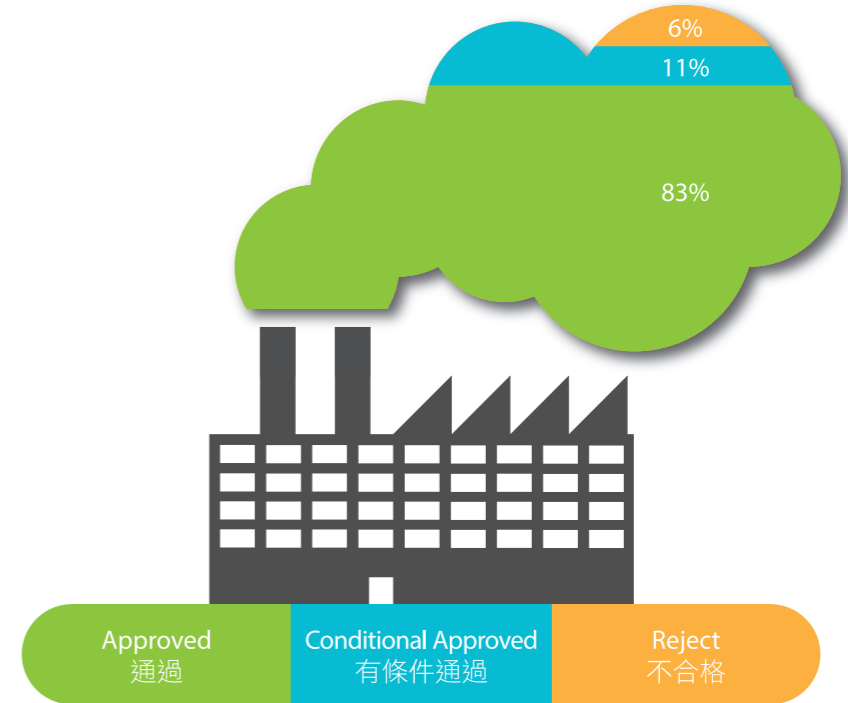 6%
11%
83%
Approved
通過
Conditional Approved
有條件通過
Reject
不合格